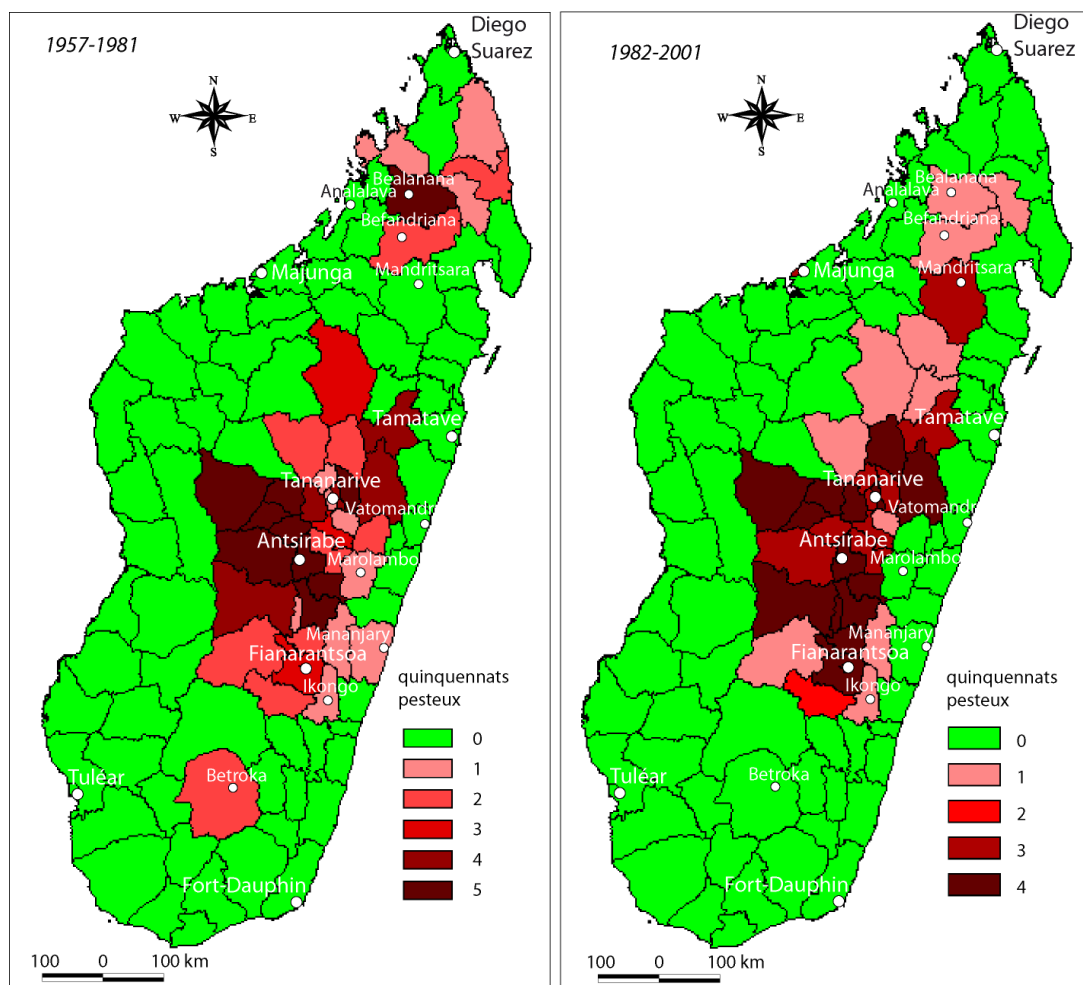 1957-1981
Diego
Suarez
N
W E
S
Bealanana
Analalava
Befandriana
Majunga
Mandritsara
Tamatave
Tananarive
Vatomandr
Antsirabe
Marolambo
Mananjary
Fianarantsoa
Ikongo
quinquennats
pesteux
0
1
2
3
4
5
Betroka
Tuléar
Fort-Dauphin
100 0 100 km
1982-2001
Diego
Suarez
N
W E
S
Bealanana
Analalava
Befandriana
Mandritsara
Majunga
Tamatave
Tananarive
Vatomandr
Antsirabe
Marolambo
Mananjary
Fianarantsoa
Ikongo
quinquennats
pesteux
0
1
2
3
4
Betroka
Tuléar
Fort-Dauphin
100 0 100 km